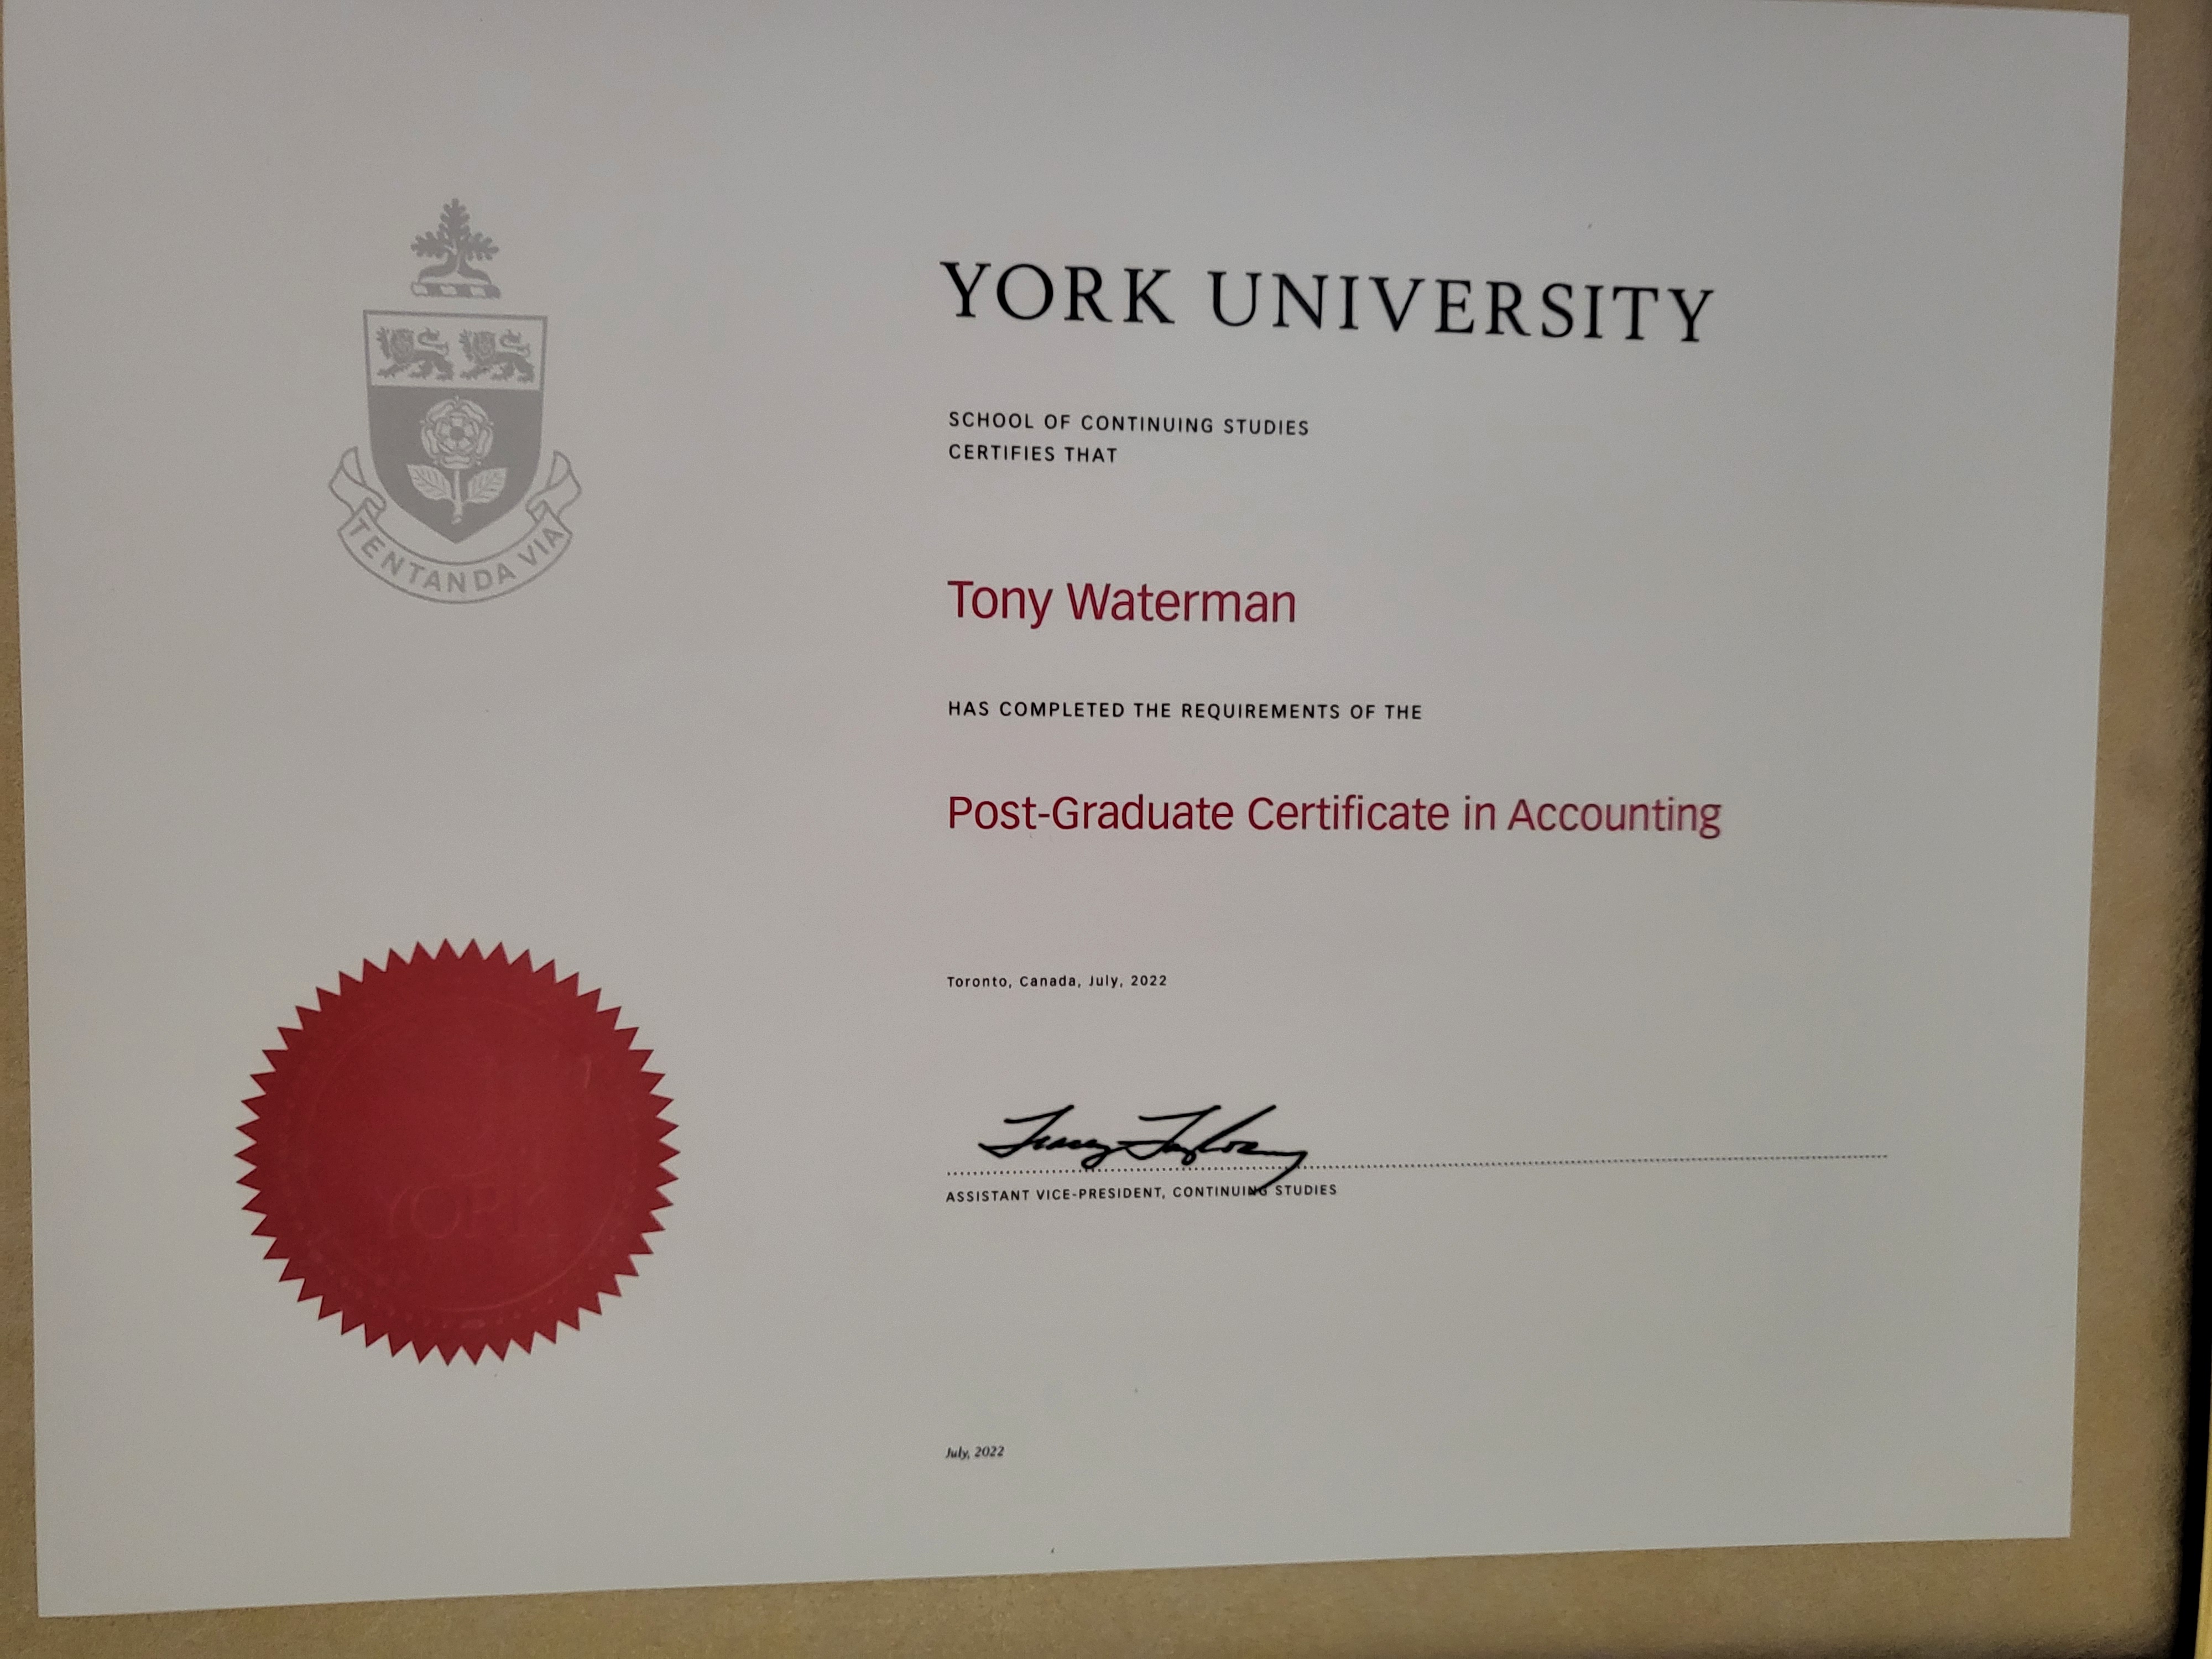 YORK UNIVERSITY
SCHOOL OF CONTINUING STUDIES
CERTIFIES THAT
Tony Waterman
HAS COMPLETED THE REQUIREMENTS OF THE
Post-Graduate Certificate in Accounting
Toronto, Canada, July, 2022
ASSISTANT VICE-PRESIDENT, CONTINUING STUDIES
July, 2022
TENTANDA VIA
YORK